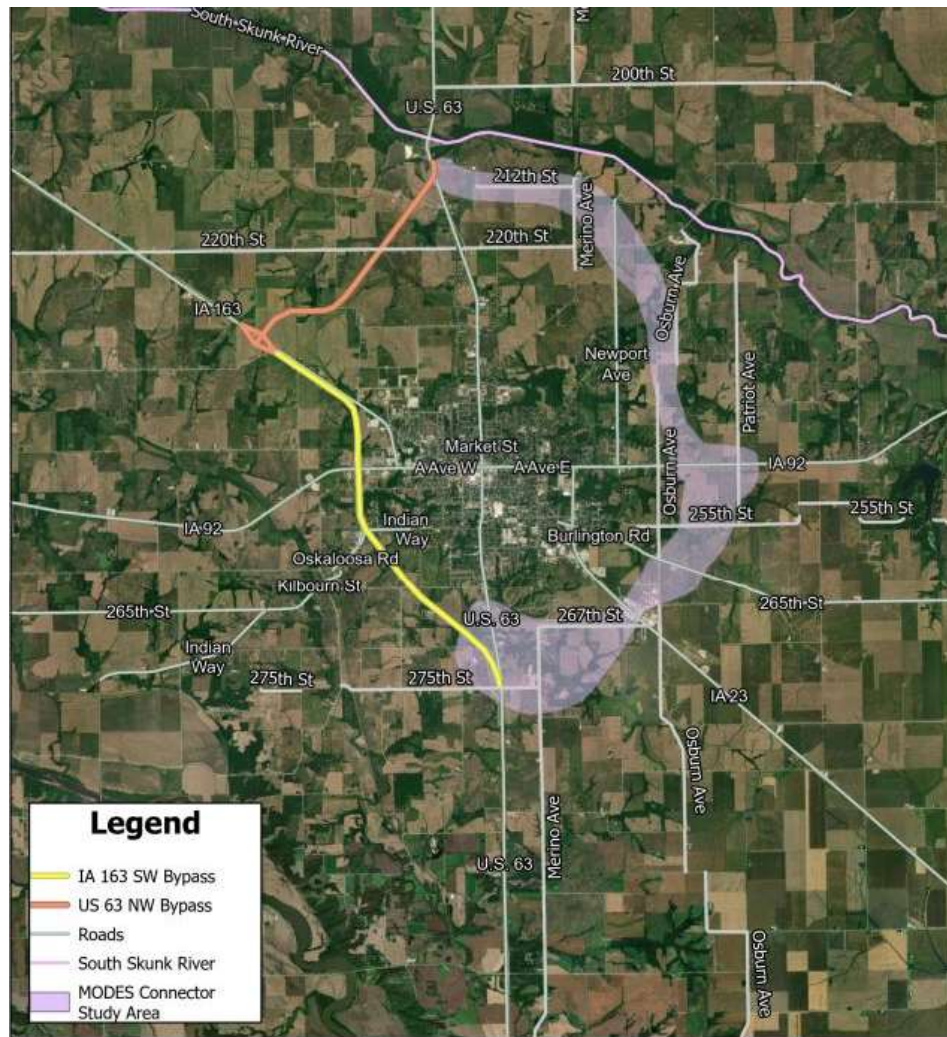 South Skunk River
Me
200th St
U.S. 63
212th St
Merino Ave
220th St
220th St
Osburn Ave
IA 163
Newport
Ave
Patriot Ave
Market St
A Ave W
A Ave E
Osburn Ave
IA 92
IA 92
Indian
Way
255th St
Burlington Rd
Oskaloosa Rd
Kilbourn St
265th St
U.S. 63
267th St
265th St
Indian
Way
275th St
275th St
IA 23
Osburn Ave
Merino Ave
U.S. 63
Osburn Ave
Legend
IA 163 SW Bypass
US 63 NW Bypass
Roads
South Skunk River
MODES Connector
Study Area